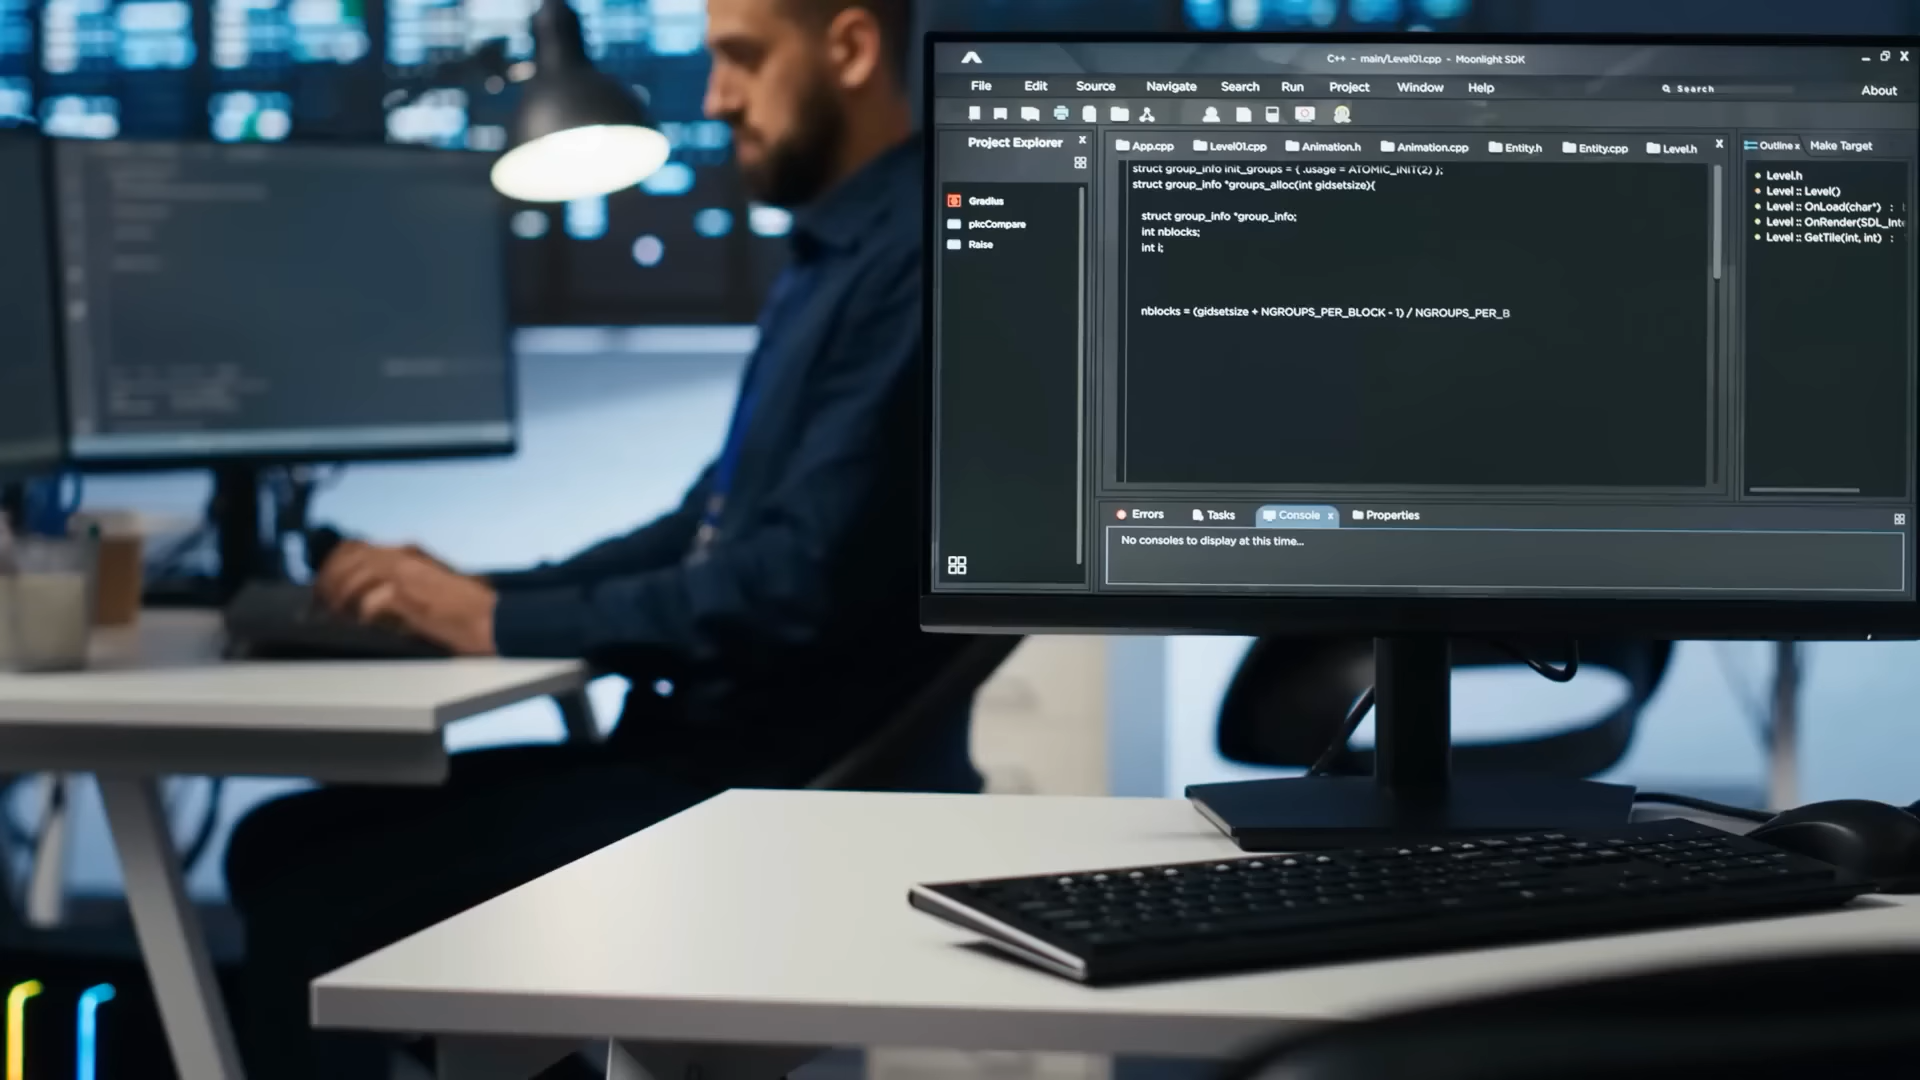 C++ - main/Level01.cpp - Moonlight SDK
File Edit Source Navigate Search Run Project Window Help Search About
Project Explorer x
Gradius
pkcCompare
Raise
App.cpp Level01.cpp Animation.h Animation.cpp Entity.h Entity.cpp Level.h x
struct group_info init_groups = { .usage = ATOMIC_INIT(2) };
struct group_info *groups_alloc(int gidsetsize){
struct group_info *group_info;
int nblocks;
int i;
nblocks = (gidsetsize + NGROUPS_PER_BLOCK - 1) / NGROUPS_PER_B
Outline x Make Target
Level.h
Level :: Level()
Level :: OnLoad(char*) :
Level :: OnRender(SDL_Inte
Level :: GetTile(int, int) :
Errors Tasks Console x Properties
No consoles to display at this time...